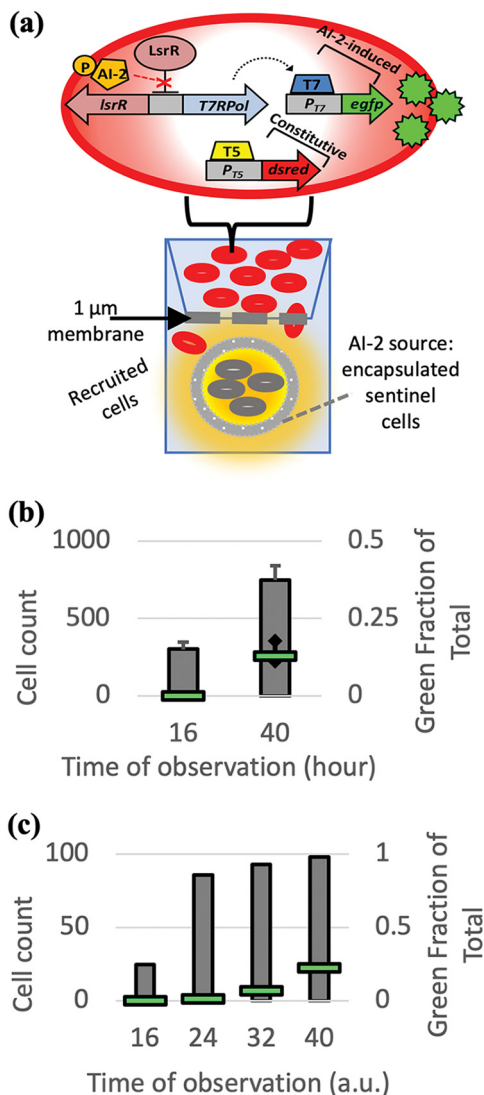 (a)
LsrR
P
AI-2
lsrR
T7RPol
T7
PT7
egfp
AI-2-induced
T5
PT5
dsred
Constitutive
1 μm
membrane
Recruited
cells
AI-2 source:
encapsulated
sentinel
cells
(b)
Cell count
1000
500
0
0.5
0.25
0
Green Fraction of
Total
16 40
Time of observation (hour)
(c)
Cell count
100
50
0
1
0.5
0
Green Fraction of
Total
16 24 32 40
Time of observation (a.u.)